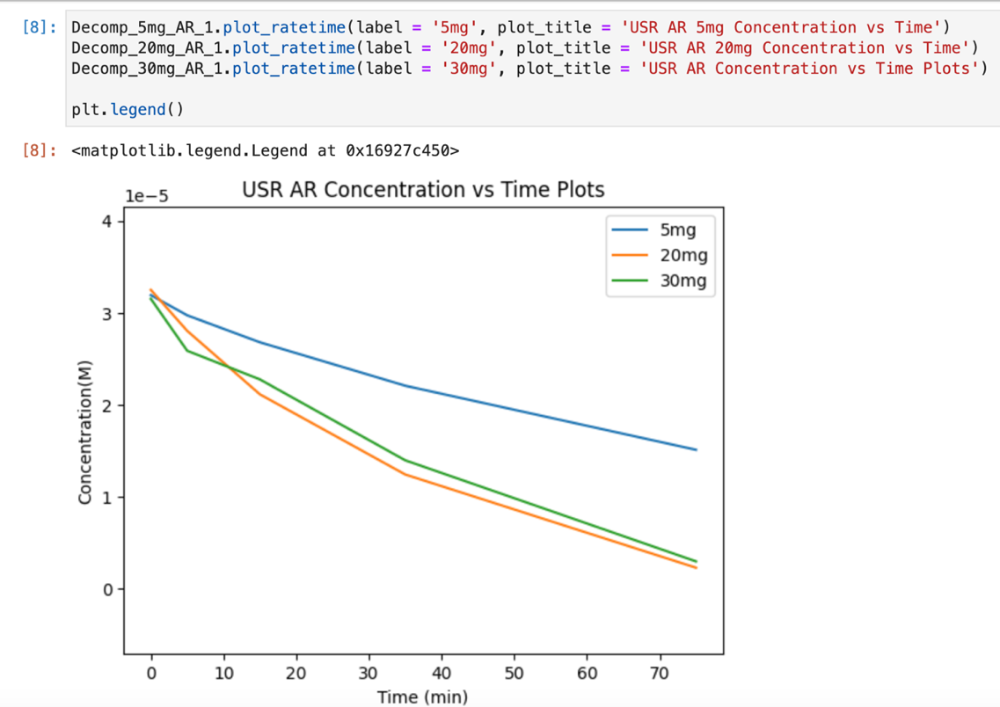 [8]: Decomp_5mg_AR_1.plot_ratetime(label = '5mg', plot_title = 'USR AR 5mg Concentration vs Time')
Decomp_20mg_AR_1.plot_ratetime(label = '20mg', plot_title = 'USR AR 20mg Concentration vs Time')
Decomp_30mg_AR_1.plot_ratetime(label = '30mg', plot_title = 'USR AR Concentration vs Time Plots')
plt.legend()
[8]: <matplotlib.legend.Legend at 0x16927c450>
USR AR Concentration vs Time Plots
1e−5
5mg
20mg
30mg
4
3
2
1
0
Concentration(M)
0 10 20 30 40 50 60 70
Time (min)